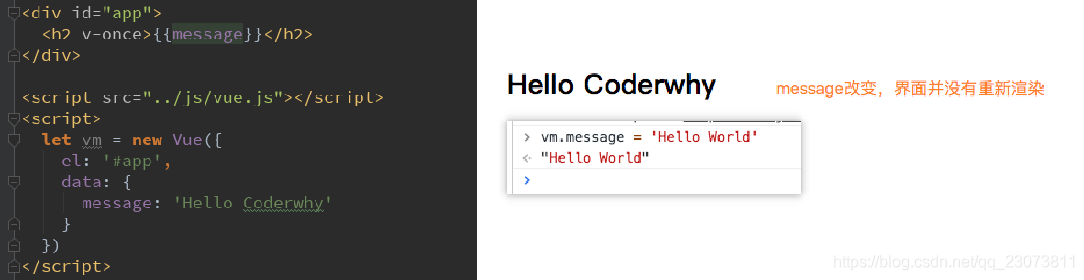 <div id="app">
<h2 v-once>{{message}}</h2>
</div>
<script src="../js/vue.js"></script>
<script>
let vm = new Vue({
el: '#app',
data: {
message: 'Hello Coderwhy'
}
})
</script>
Hello Coderwhy
message改变，界面并没有重新渲染
> vm.message = 'Hello World'
<· "Hello World"
>
https://blog.csdn.net/qq_23073811